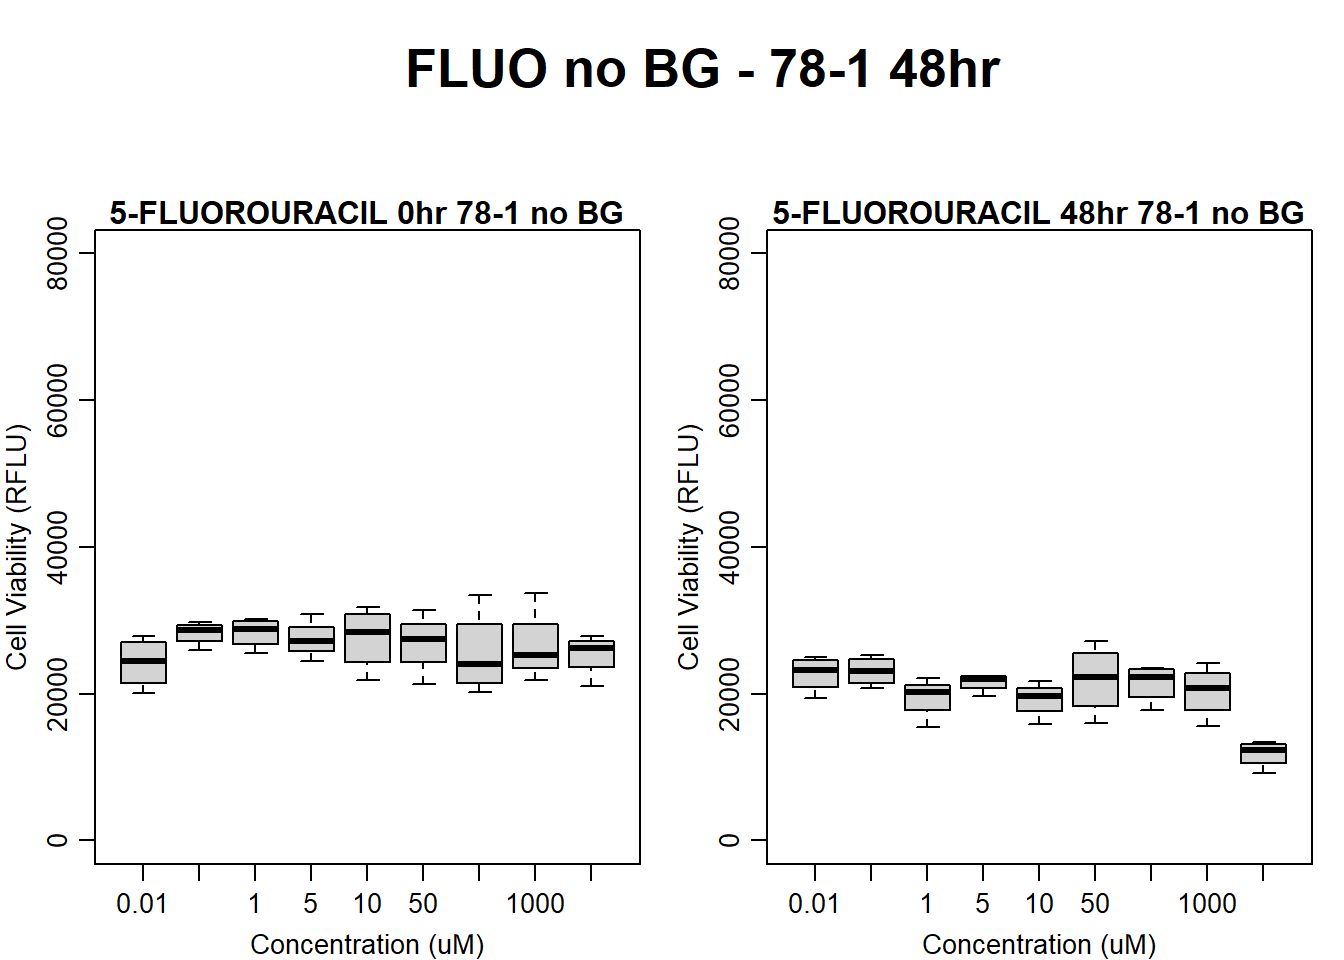 FLUO no BG - 78-1 48hr
5-FLUOROURACIL 0hr 78-1 no BG
Cell Viability (RFLU)
80000
60000
40000
20000
0
0.01 1 5 10 50 1000
Concentration (uM)
5-FLUOROURACIL 48hr 78-1 no BG
Cell Viability (RFLU)
80000
60000
40000
20000
0
0.01 1 5 10 50 1000
Concentration (uM)